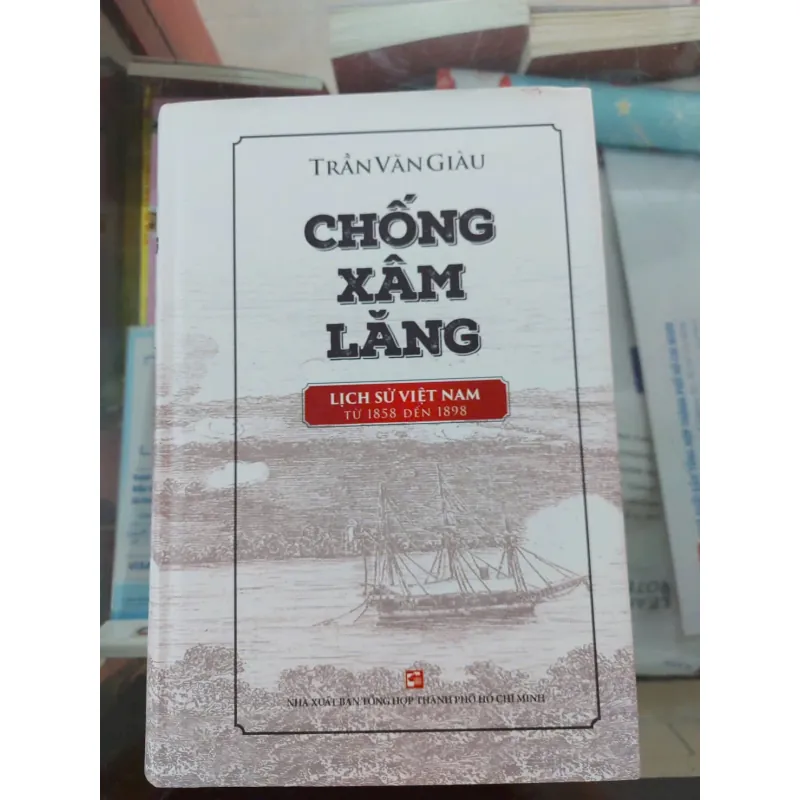 TRẦN VĂN GIÀU
CHỐNG
XÂM
LĂNG
LỊCH SỬ VIỆT NAM
TỪ 1858 ĐẾN 1898
NHÀ XUẤT BẢN TỔNG HỢP THÀNH PHỐ HỒ CHÍ MINH